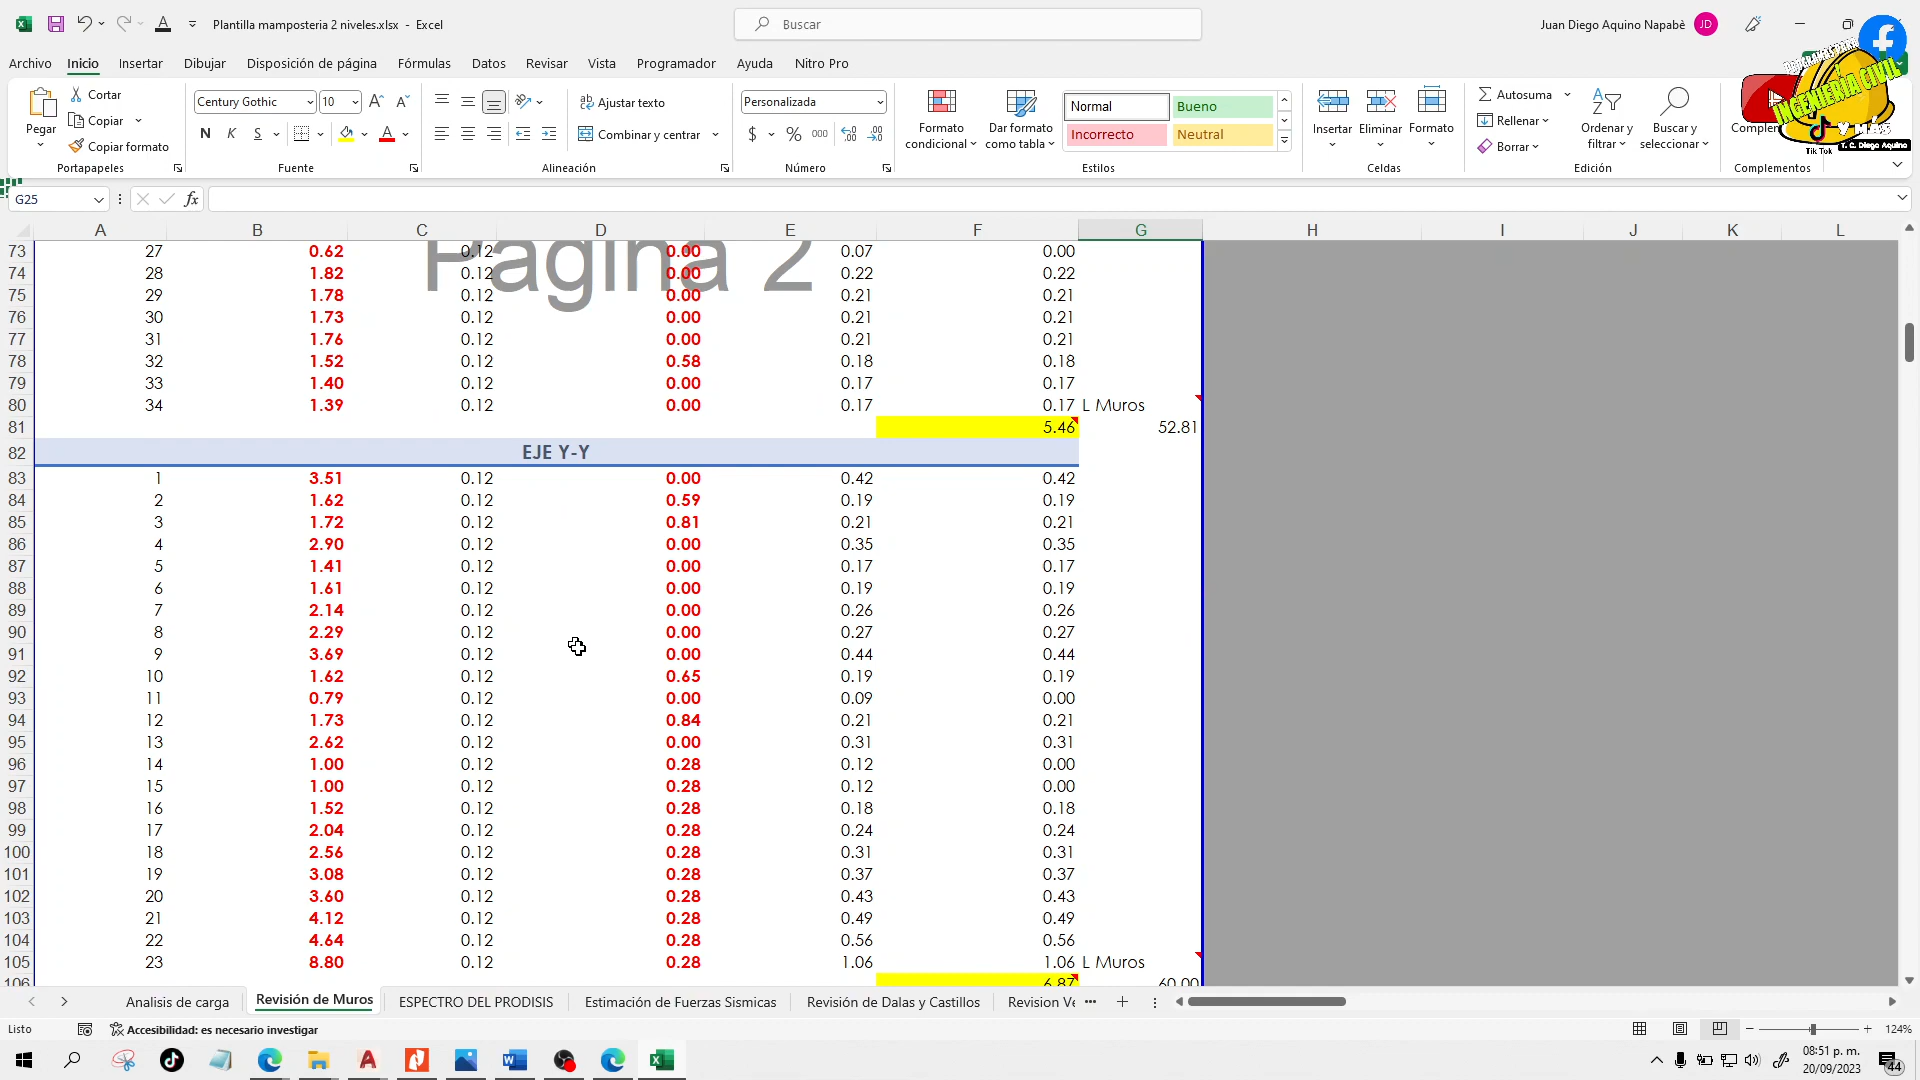 Plantilla mamposteria 2 niveles.xlsx - Excel
Buscar
Juan Diego Aquino Napabè
JD
Archivo Inicio Insertar Dibujar Disposición de página Fórmulas Datos Revisar Vista Programador Ayuda Nitro Pro
Pegar
Cortar
Copiar
Copiar formato
Portapapeles
Century Gothic 10
N K S
Fuente
Ajustar texto
Combinar y centrar
Alineación
Personalizada
$ % 000
Número
Formato condicional
Dar formato como tabla
Normal Bueno
Incorrecto Neutral
Estilos
Insertar Eliminar Formato
Celdas
Autosuma
Rellenar
Borrar
Ordenar y filtrar
Buscar y seleccionar
Edición
Complementos
INGENIERÍA CIVIL
Y MÁS
Tik Tok
T. C. Diego Aquino
G25
fx
A B C D E F G H I J K L
Página 2
73 27 0.62 0.12 0.00 0.07 0.00
74 28 1.82 0.12 0.00 0.22 0.22
75 29 1.78 0.12 0.00 0.21 0.21
76 30 1.73 0.12 0.00 0.21 0.21
77 31 1.76 0.12 0.00 0.21 0.21
78 32 1.52 0.12 0.58 0.18 0.18
79 33 1.40 0.12 0.00 0.17 0.17
80 34 1.39 0.12 0.00 0.17 0.17 L Muros
81 5.46 52.81
82 EJE Y-Y
83 1 3.51 0.12 0.00 0.42 0.42
84 2 1.62 0.12 0.59 0.19 0.19
85 3 1.72 0.12 0.81 0.21 0.21
86 4 2.90 0.12 0.00 0.35 0.35
87 5 1.41 0.12 0.00 0.17 0.17
88 6 1.61 0.12 0.00 0.19 0.19
89 7 2.14 0.12 0.00 0.26 0.26
90 8 2.29 0.12 0.00 0.27 0.27
91 9 3.69 0.12 0.00 0.44 0.44
92 10 1.62 0.12 0.65 0.19 0.19
93 11 0.79 0.12 0.00 0.09 0.00
94 12 1.73 0.12 0.84 0.21 0.21
95 13 2.62 0.12 0.00 0.31 0.31
96 14 1.00 0.12 0.28 0.12 0.00
97 15 1.00 0.12 0.28 0.12 0.00
98 16 1.52 0.12 0.28 0.18 0.18
99 17 2.04 0.12 0.28 0.24 0.24
100 18 2.56 0.12 0.28 0.31 0.31
101 19 3.08 0.12 0.28 0.37 0.37
102 20 3.60 0.12 0.28 0.43 0.43
103 21 4.12 0.12 0.28 0.49 0.49
104 22 4.64 0.12 0.28 0.56 0.56
105 23 8.80 0.12 0.28 1.06 1.06 L Muros
106 6.87 60.00
Analisis de carga Revisión de Muros ESPECTRO DEL PRODISIS Estimación de Fuerzas Sismicas Revisión de Dalas y Castillos Revision Ve
Listo Accesibilidad: es necesario investigar 124%
08:51 p. m.
20/09/2023
44